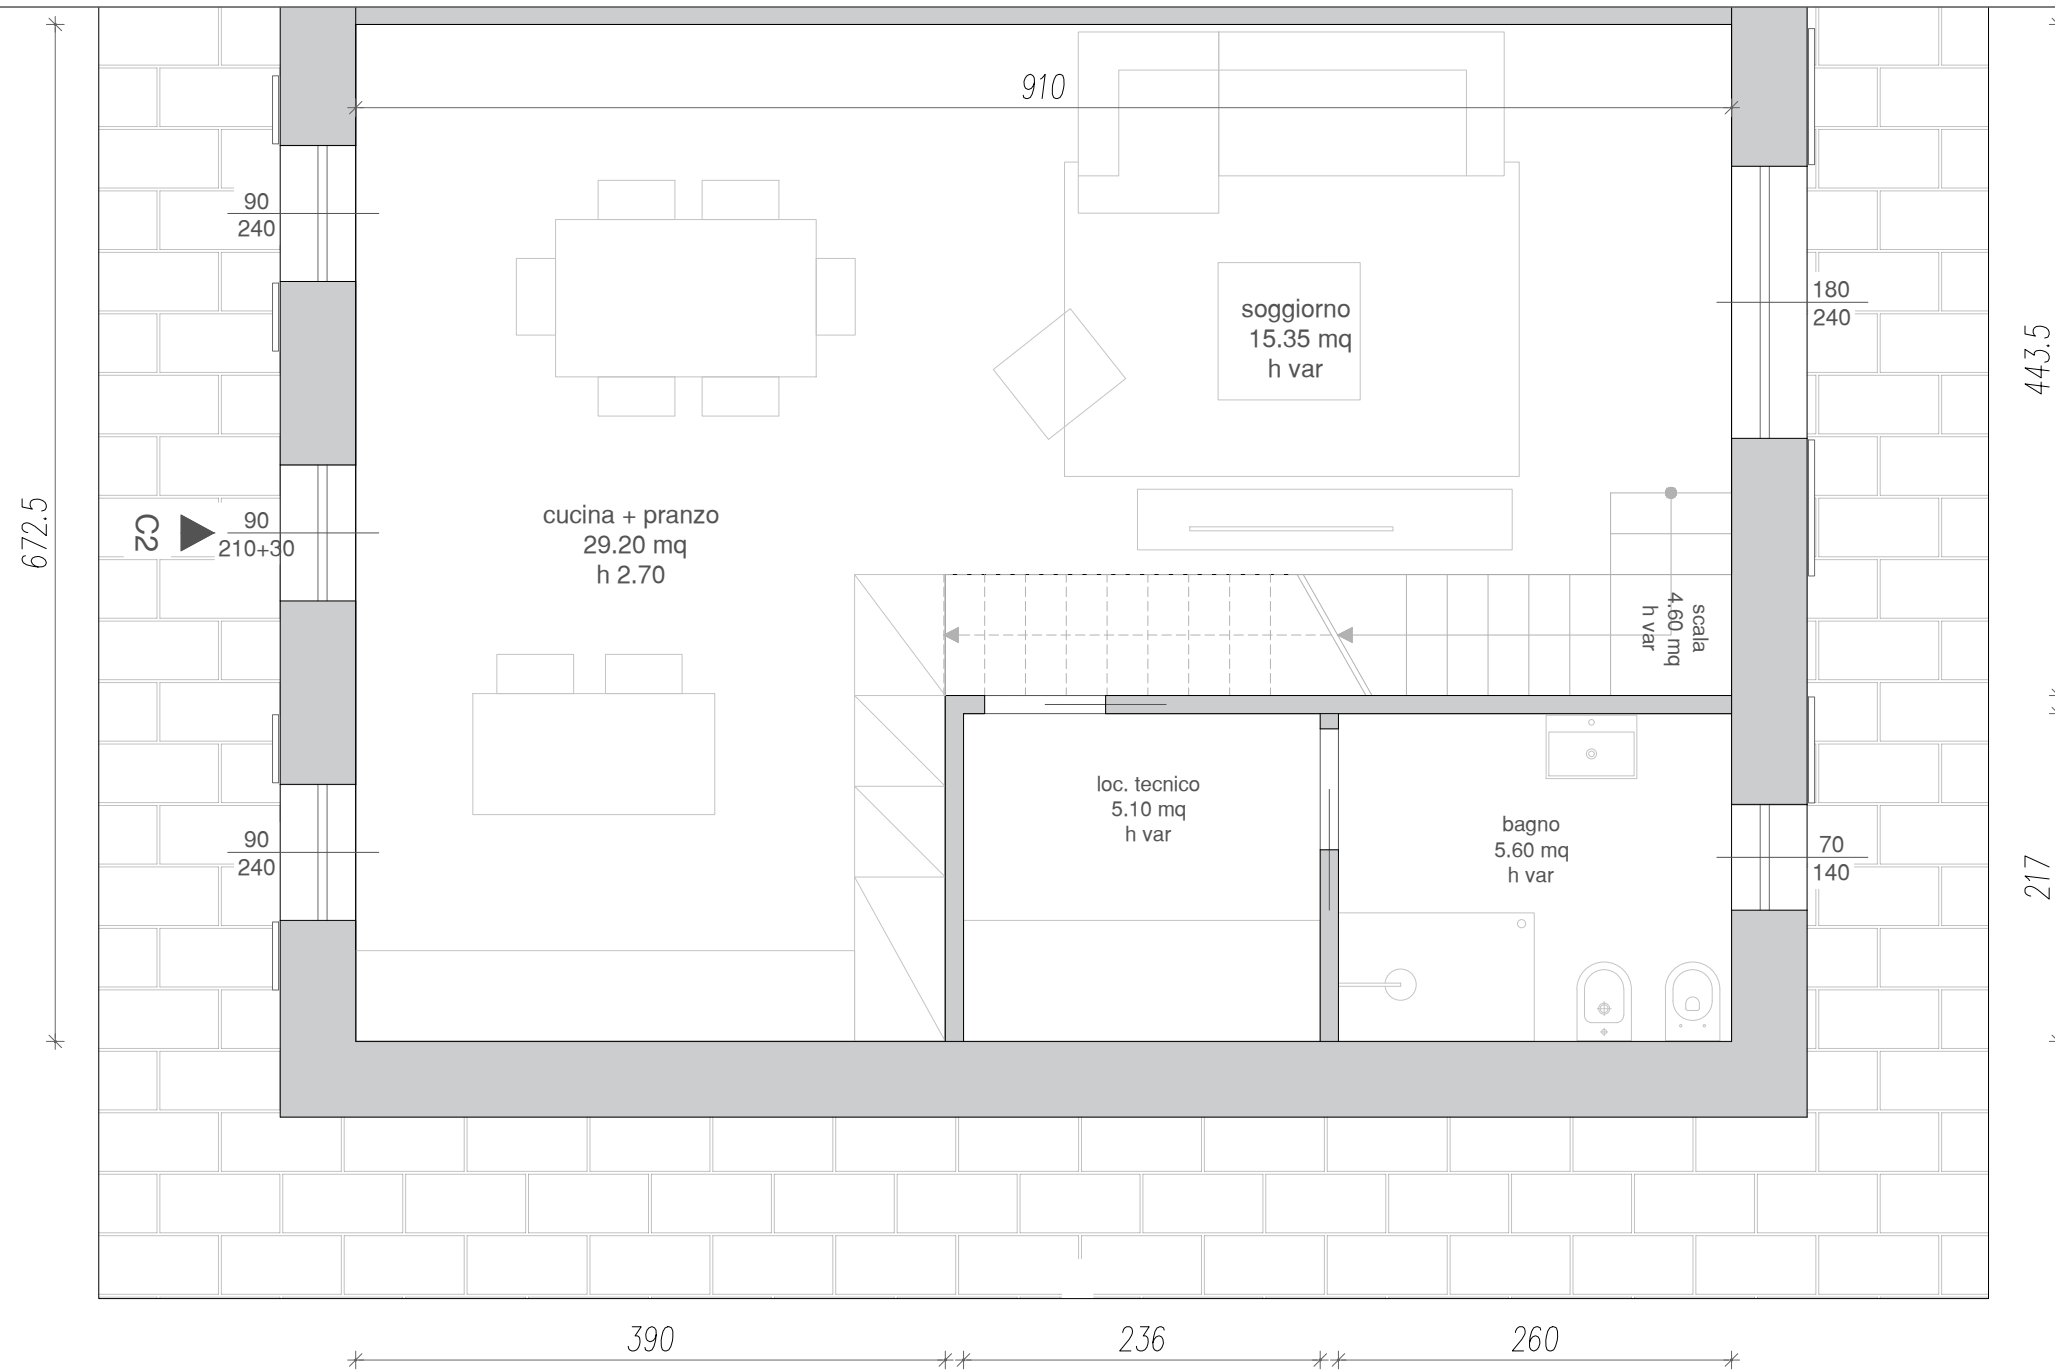 910
90
240
180
240
soggiorno
15.35 mq
h var
443.5
672.5
C2
90
210+30
cucina + pranzo
29.20 mq
h 2.70
scala
4.60 mq
h var
loc. tecnico
5.10 mq
h var
bagno
5.60 mq
h var
90
240
70
140
217
390
236
260